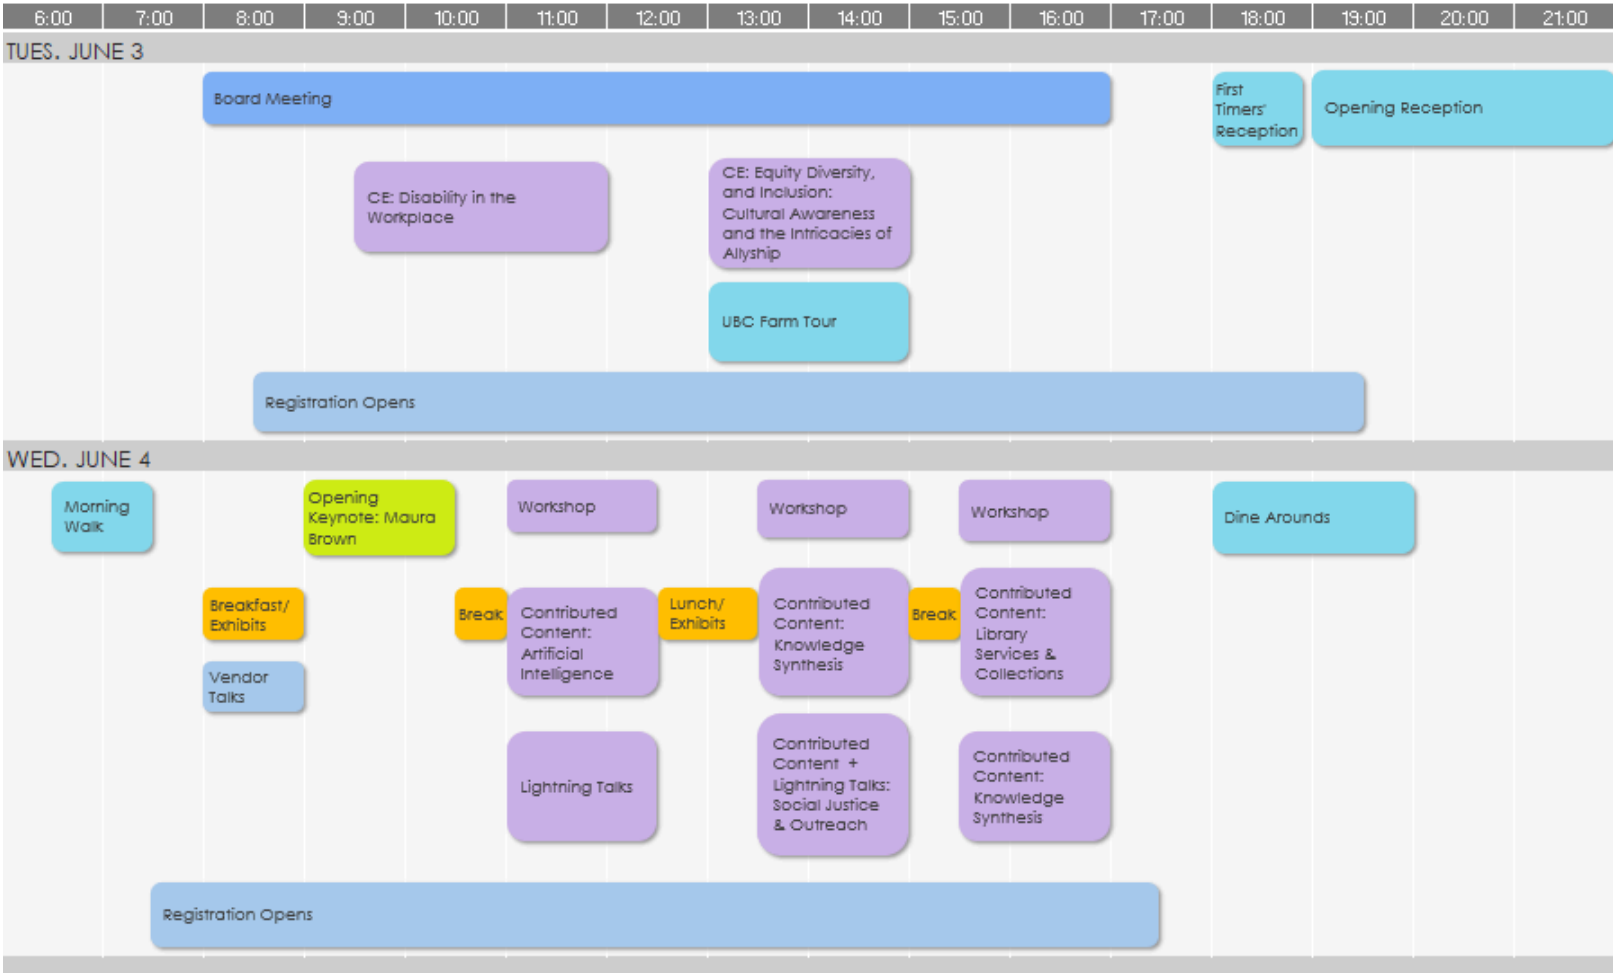 6:00 7:00 8:00 9:00 10:00 11:00 12:00 13:00 14:00 15:00 16:00 17:00 18:00 19:00 20:00 21:00
TUES. JUNE 3
Board Meeting
First
Timers'
Reception
Opening Reception
CE: Disability in the
Workplace
CE: Equity Diversity,
and Inclusion:
Cultural Awareness
and the Intricacies of
Allyship
UBC Farm Tour
Registration Opens
WED. JUNE 4
Morning
Walk
Opening
Keynote: Maura
Brown
Workshop
Workshop
Workshop
Dine Arounds
Breakfast/
Exhibits
Break
Contributed
Content:
Artificial
Intelligence
Lunch/
Exhibits
Contributed
Content:
Knowledge
Synthesis
Break
Contributed
Content:
Library
Services &
Collections
Vendor
Talks
Lightning Talks
Contributed
Content +
Lightning Talks:
Social Justice
& Outreach
Contributed
Content:
Knowledge
Synthesis
Registration Opens